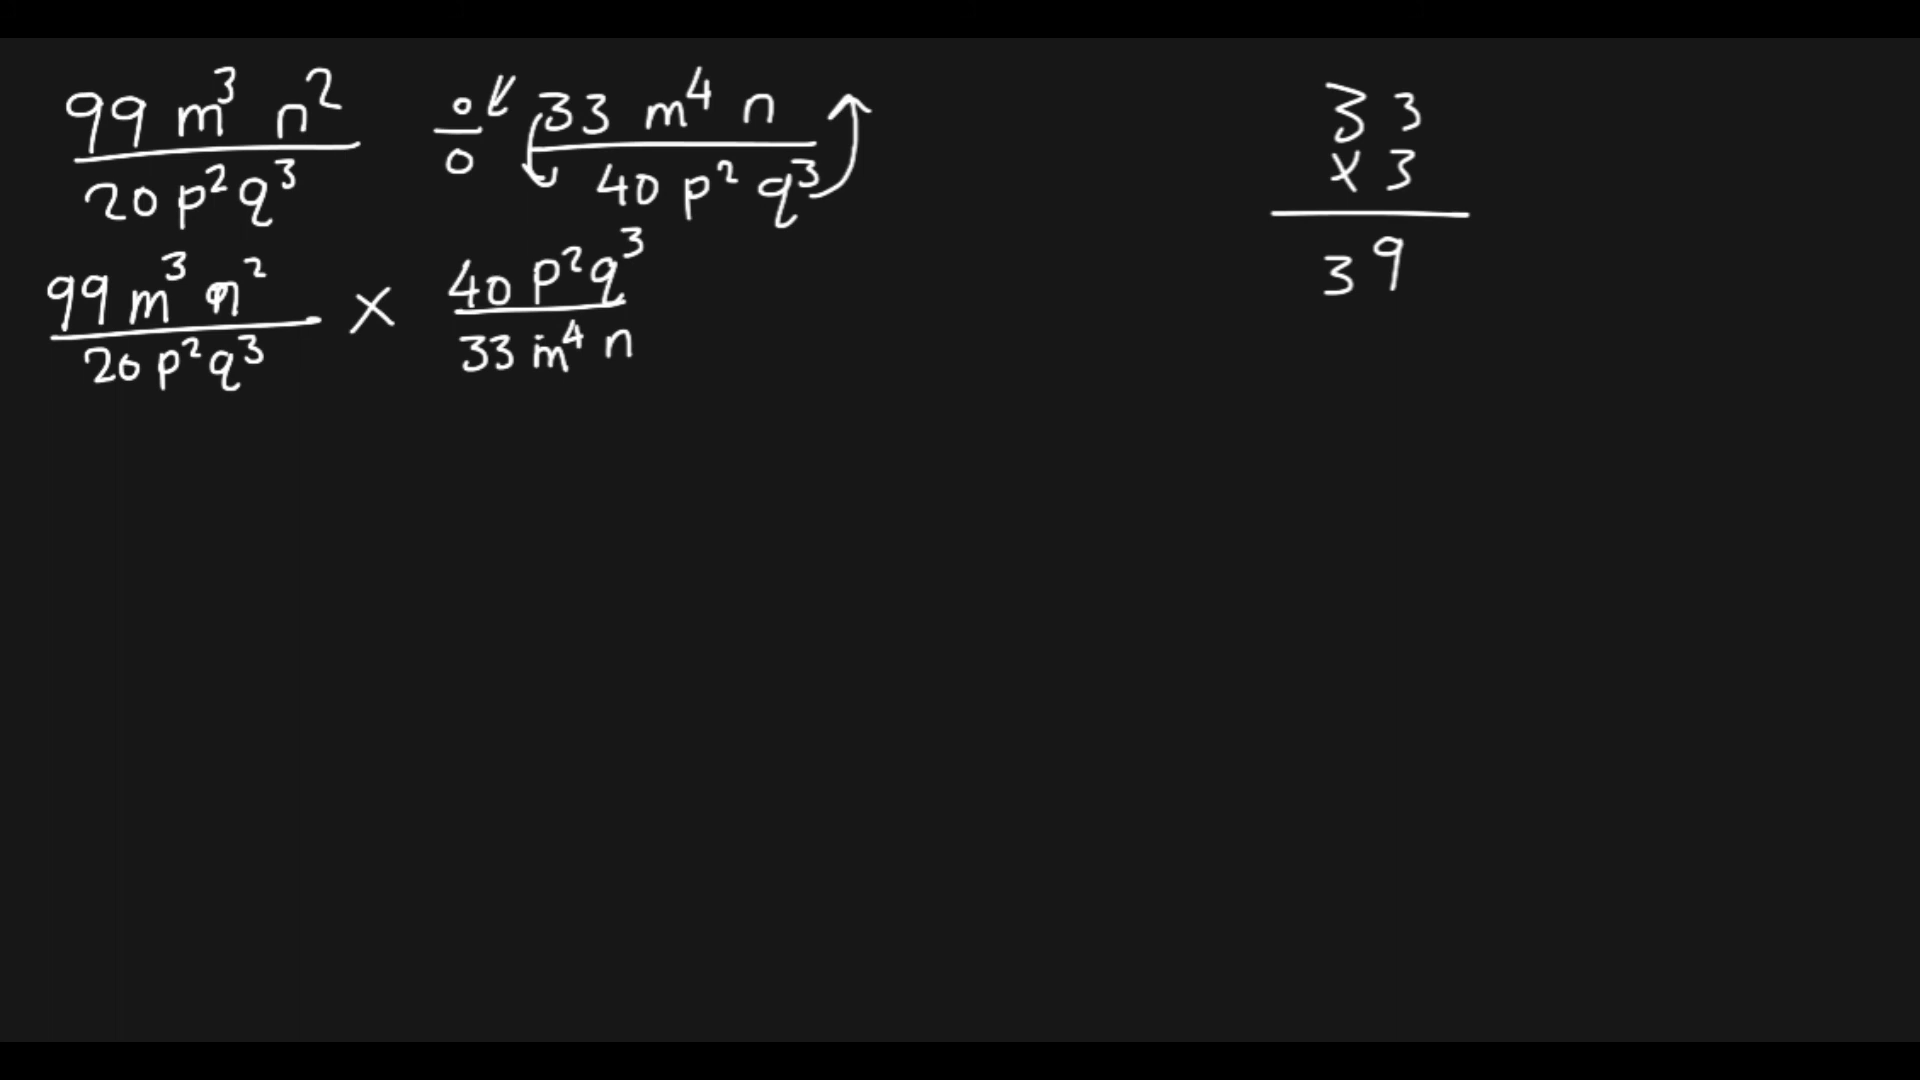 99 m³ n² / 20 p² q³ ÷ 33 m⁴ n / 40 p² q³
99 m³ n² / 20 p² q³ × 40 p² q³ / 33 m⁴ n
33
× 3
39